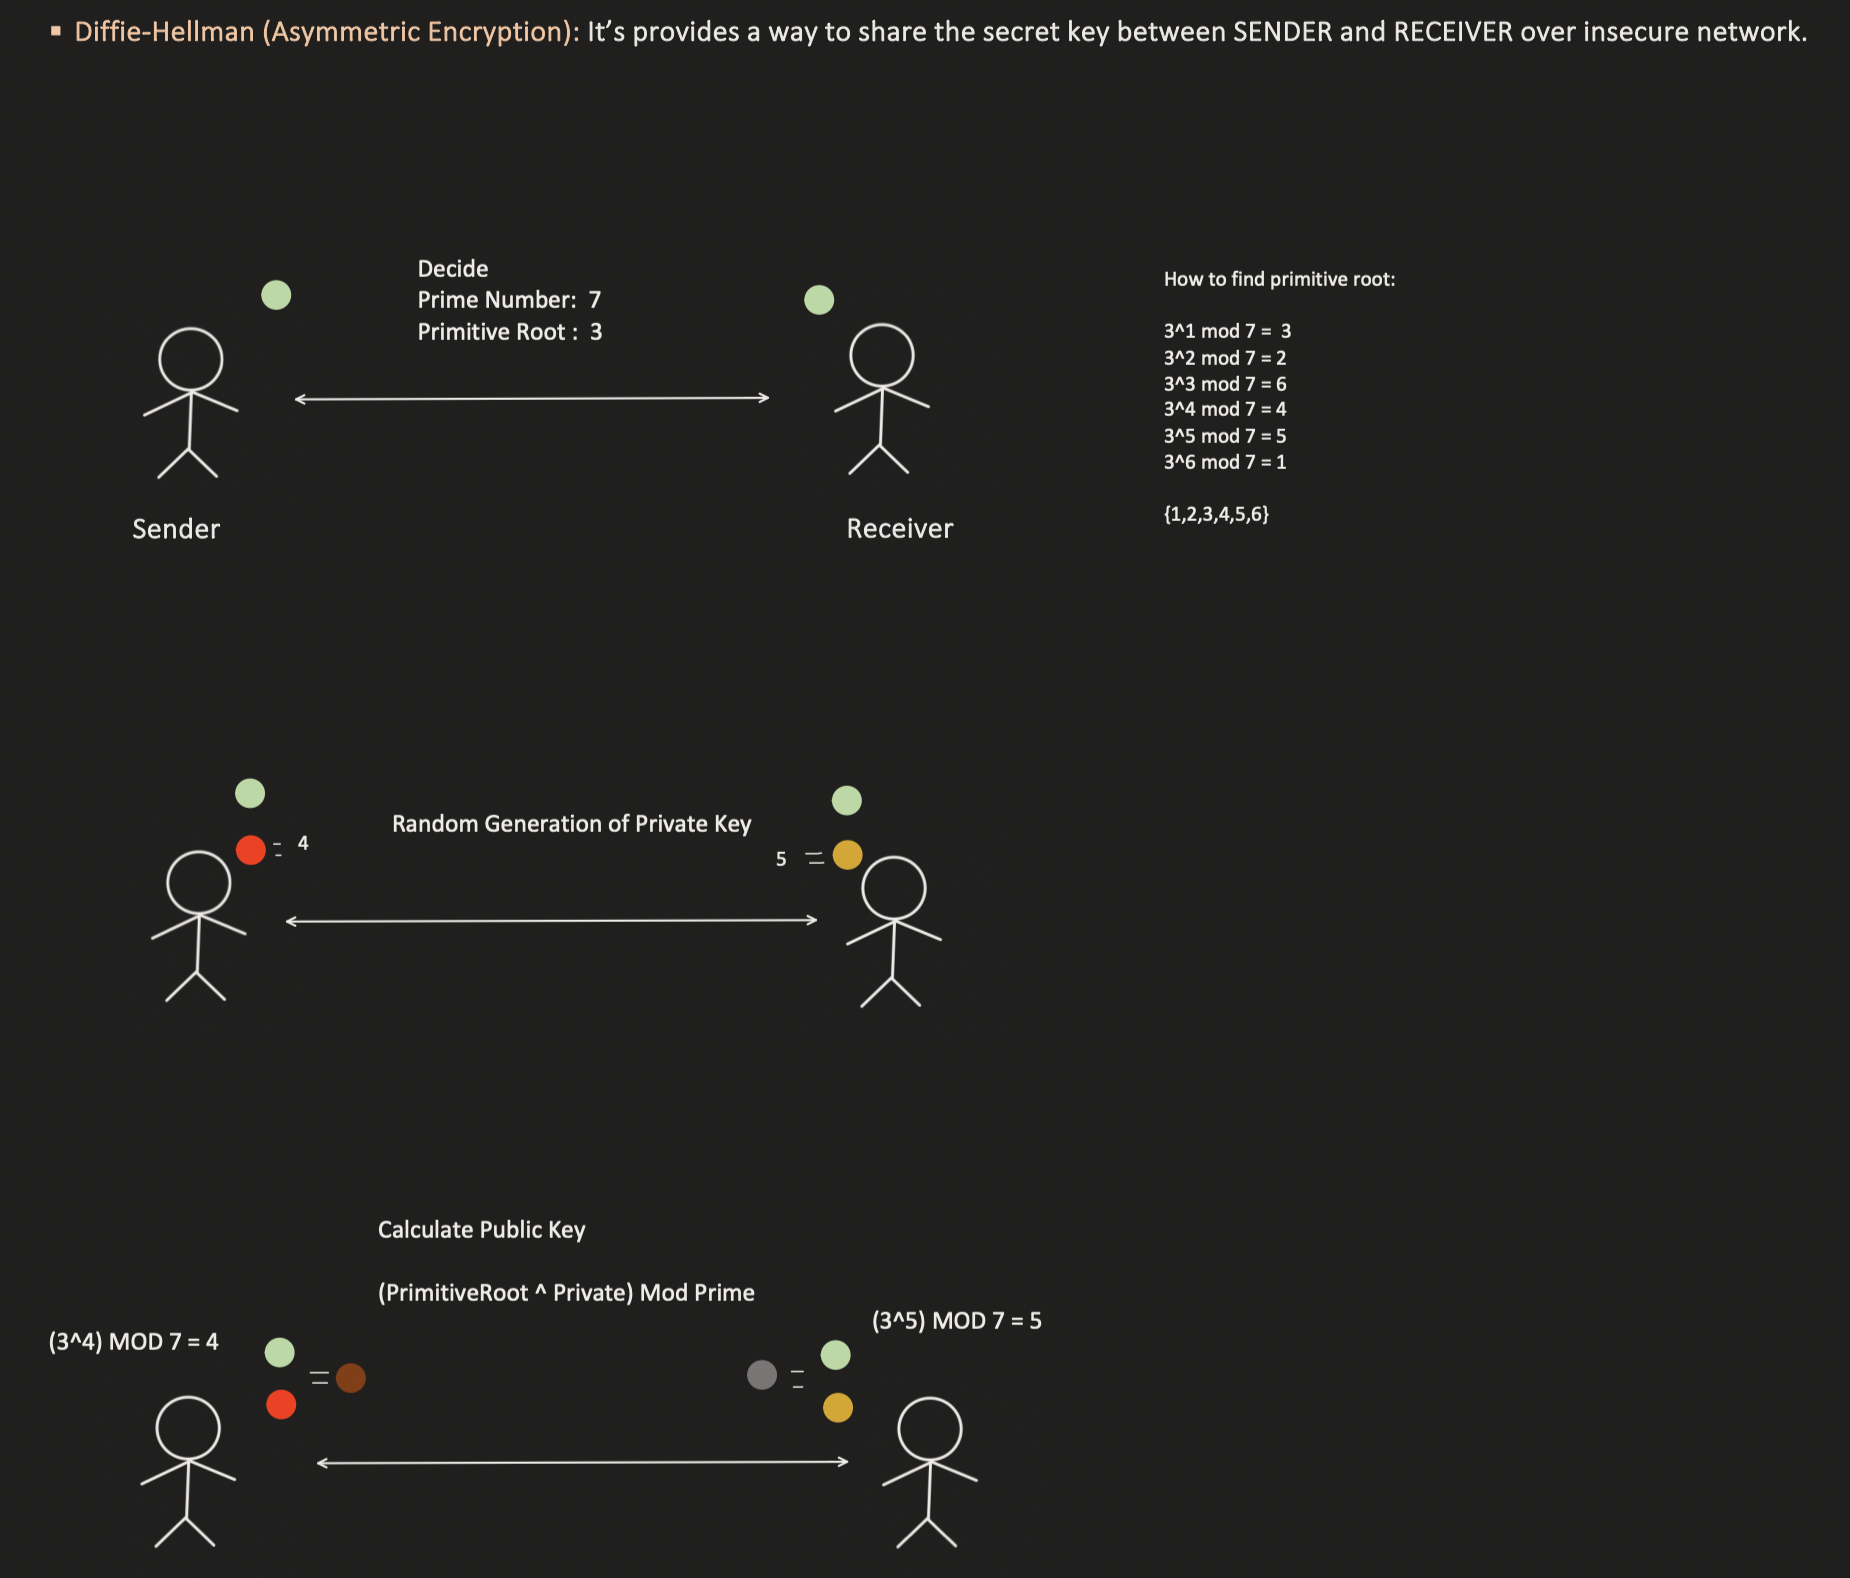 ▪ Diffie-Hellman (Asymmetric Encryption): It’s provides a way to share the secret key between SENDER and RECEIVER over insecure network.
Decide
Prime Number: 7
Primitive Root : 3
Sender
Receiver
How to find primitive root:
3^1 mod 7 = 3
3^2 mod 7 = 2
3^3 mod 7 = 6
3^4 mod 7 = 4
3^5 mod 7 = 5
3^6 mod 7 = 1
{1,2,3,4,5,6}
Random Generation of Private Key
= 4
5 =
Calculate Public Key
(PrimitiveRoot ^ Private) Mod Prime
(3^4) MOD 7 = 4
=
=
(3^5) MOD 7 = 5